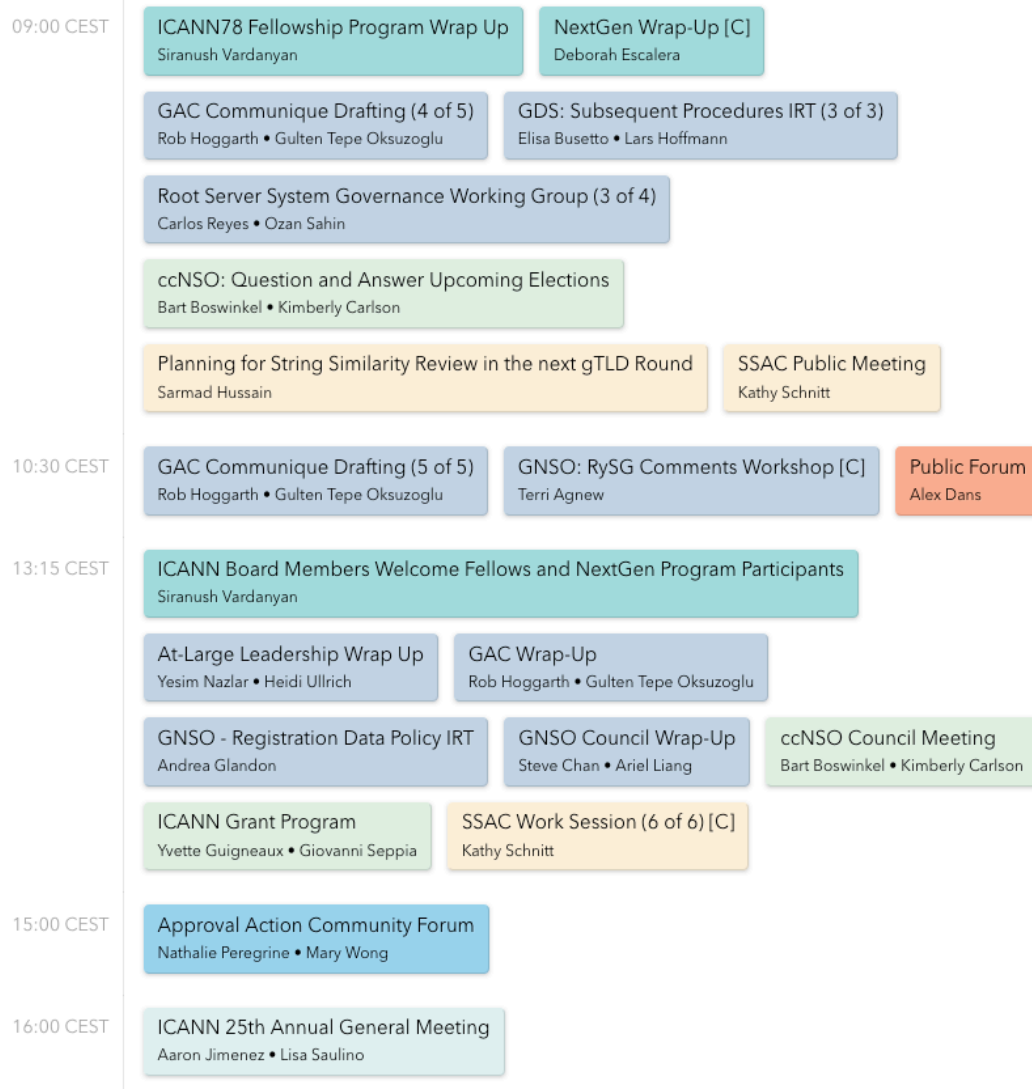 09:00 CEST
ICANN78 Fellowship Program Wrap Up
Siranush Vardanyan
NextGen Wrap-Up [C]
Deborah Escalera
GAC Communique Drafting (4 of 5)
Rob Hoggarth • Gulten Tepe Oksuzoglu
GDS: Subsequent Procedures IRT (3 of 3)
Elisa Busetto • Lars Hoffmann
Root Server System Governance Working Group (3 of 4)
Carlos Reyes • Ozan Sahin
ccNSO: Question and Answer Upcoming Elections
Bart Boswinkel • Kimberly Carlson
Planning for String Similarity Review in the next gTLD Round
Sarmad Hussain
SSAC Public Meeting
Kathy Schnitt
10:30 CEST
GAC Communique Drafting (5 of 5)
Rob Hoggarth • Gulten Tepe Oksuzoglu
GNSO: RySG Comments Workshop [C]
Terri Agnew
Public Forum
Alex Dans
13:15 CEST
ICANN Board Members Welcome Fellows and NextGen Program Participants
Siranush Vardanyan
At-Large Leadership Wrap Up
Yesim Nazlar • Heidi Ullrich
GAC Wrap-Up
Rob Hoggarth • Gulten Tepe Oksuzoglu
GNSO - Registration Data Policy IRT
Andrea Glandon
GNSO Council Wrap-Up
Steve Chan • Ariel Liang
ccNSO Council Meeting
Bart Boswinkel • Kimberly Carlson
ICANN Grant Program
Yvette Guigneaux • Giovanni Seppia
SSAC Work Session (6 of 6) [C]
Kathy Schnitt
15:00 CEST
Approval Action Community Forum
Nathalie Peregrine • Mary Wong
16:00 CEST
ICANN 25th Annual General Meeting
Aaron Jimenez • Lisa Saulino